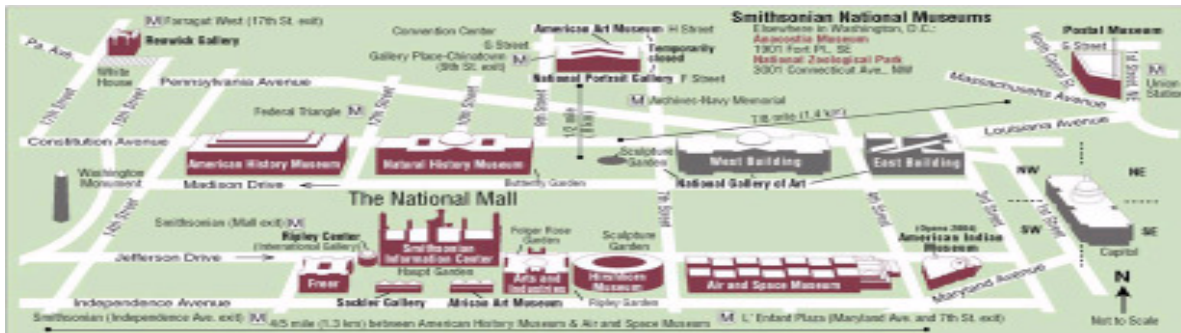 M Farragut West (17th St. exit)
Renwick Gallery
Pa. Ave.
White
House
17th Street
15th Street
Pennsylvania Avenue
Federal Triangle M
12th Street
10th Street
9th Street
Convention Center
G Street
Gallery Place-Chinatown M
(9th St. exit)
American Art Museum
H Street
Temporarily
closed
National Portrait Gallery
F Street
Smithsonian National Museums
Elsewhere in Washington, D.C.:
Anacostia Museum
1901 Fort Pl., SE
National Zoological Park
3001 Connecticut Ave., NW
Postal Museum
G Street
1st Street, NE
M
Union
Station
Massachusetts Avenue
M Archives-Navy Memorial
7/8 mile (1.4 km)
Louisiana Avenue
Constitution Avenue
American History Museum
Natural History Museum
Sculpture
Garden
West Building
East Building
National Gallery of Art
Washington
Monument
Madison Drive
Butterfly Garden
The National Mall
14th Street
7th Street
4th Street
3rd Street
1st Street
NW
NE
SW
SE
Capitol
Smithsonian (Mall exit) M
Ripley Center
(International Gallery)
Smithsonian
Information Center
Folger Rose
Garden
Sculpture
Garden
(Opens 2004)
American Indian
Museum
Jefferson Drive
Freer
Haupt Garden
Arts and
Industries
Hirshhorn
Museum
Air and Space Museum
Maryland Avenue
Sackler Gallery
African Art Museum
Ripley Garden
Independence Avenue
N
Not to Scale
Smithsonian (Independence Ave. exit) M
4/5 mile (1.3 km) between American History Museum & Air and Space Museum
M L' Enfant Plaza (Maryland Ave. and 7th St. exit)